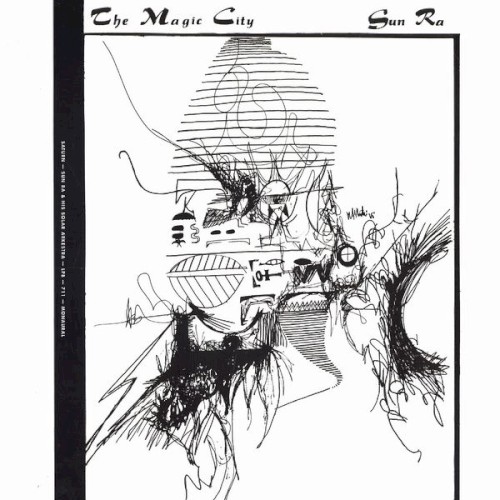 The Magic City
Sun Ra
SATURN — SUN RA & HIS SOLAR ARKESTRA — LPB — 711 — MONAURAL